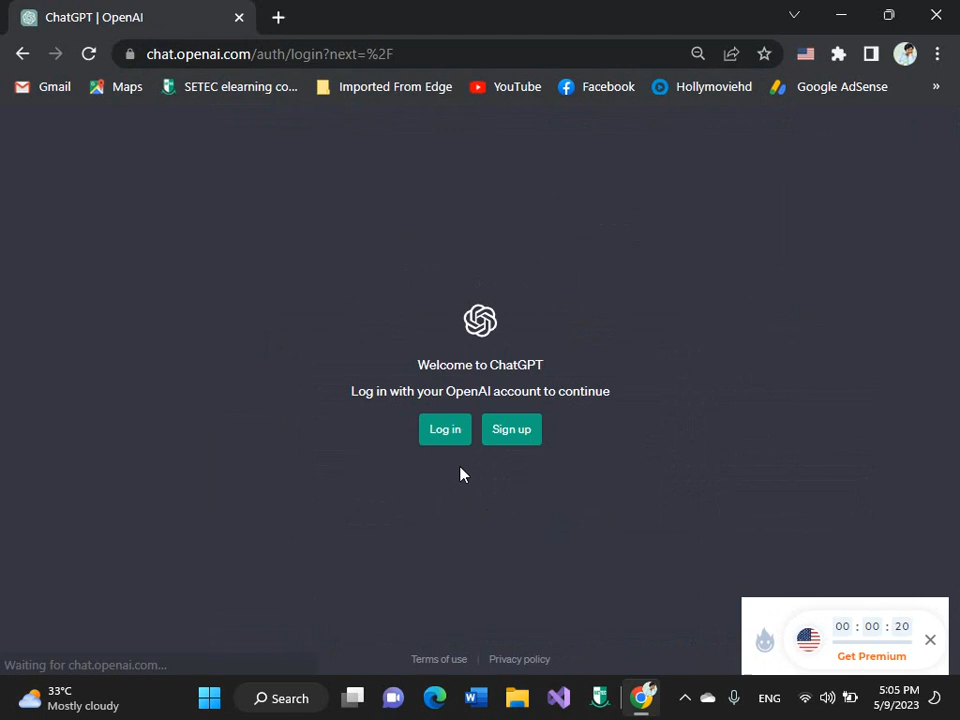 ChatGPT | OpenAI
chat.openai.com/auth/login?next=%2F
Gmail
Maps
SETEC elearning co...
Imported From Edge
YouTube
Facebook
Hollymoviehd
Google AdSense
»
Welcome to ChatGPT
Log in with your OpenAI account to continue
Log in
Sign up
00 : 00 : 20
Get Premium
Terms of use | Privacy policy
Waiting for chat.openai.com...
33°C
Mostly cloudy
Search
ENG
5:05 PM
5/9/2023